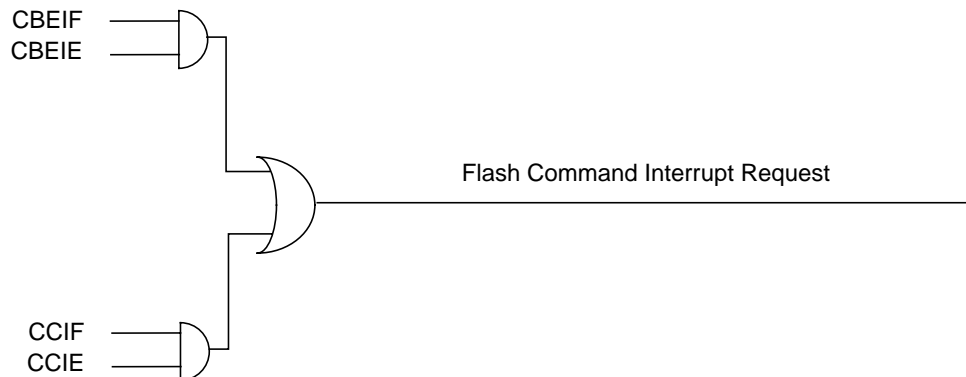 CBEIF
CBEIE
Flash Command Interrupt Request
CCIF
CCIE